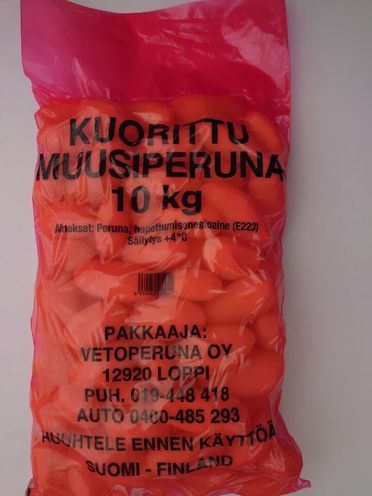 KUORITTU
MUUSIPERUNA
10 kg
Ainekset: Peruna, hapettumisenestoaine (E223)
Säilytys +4°C
PAKKAAJA:
VETOPERUNA OY
12920 LOPPI
PUH. 019-448 418
AUTO 0400-485 293
HUUHTELE ENNEN KÄYTTÖÄ
SUOMI - FINLAND